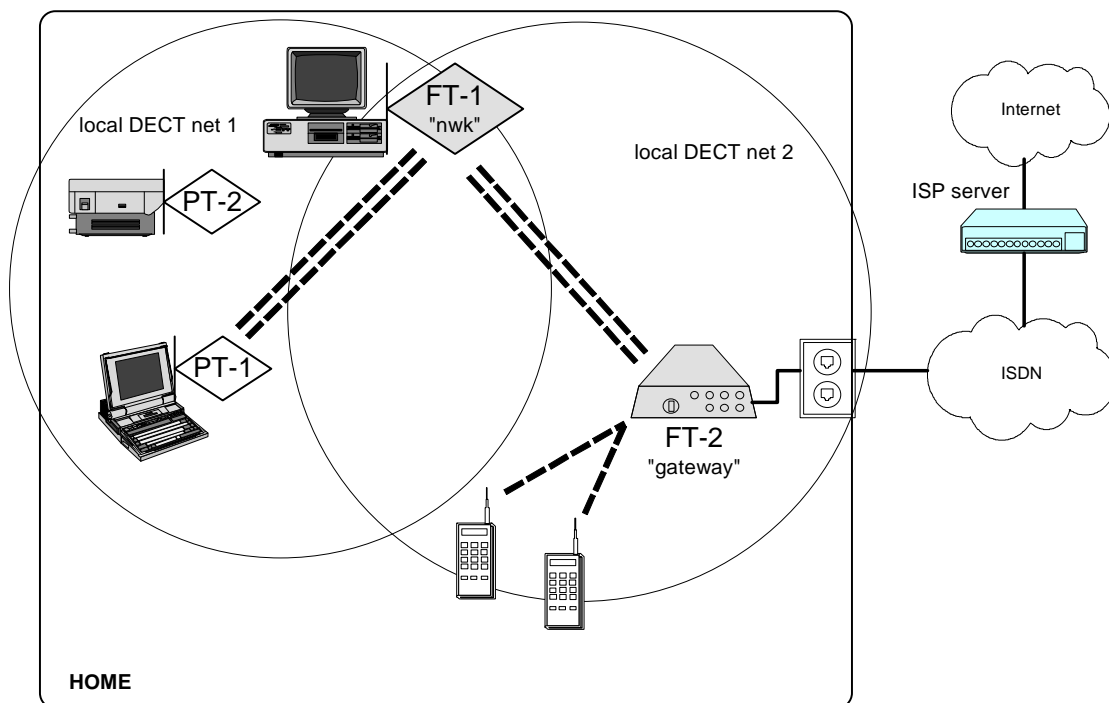 local DECT net 1
FT-1
"nwk"
local DECT net 2
Internet
PT-2
ISP server
PT-1
ISDN
FT-2
"gateway"
HOME